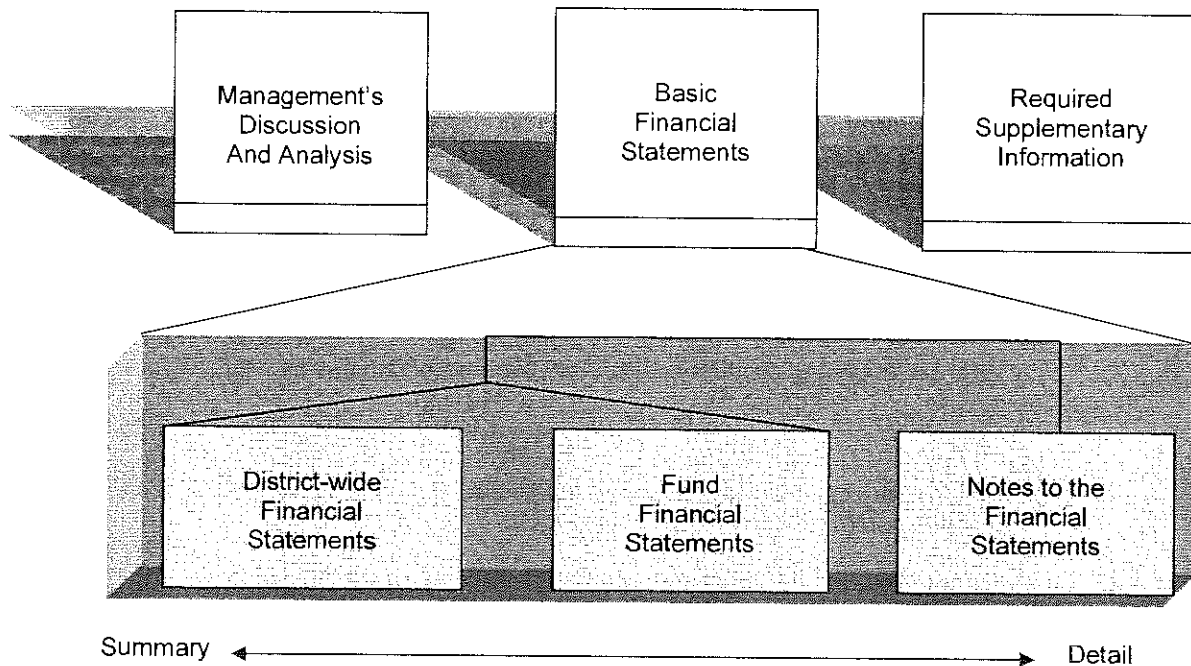 Management's
Discussion
And Analysis
Basic
Financial
Statements
Required
Supplementary
Information
District-wide
Financial
Statements
Fund
Financial
Statements
Notes to the
Financial
Statements
Summary
Detail